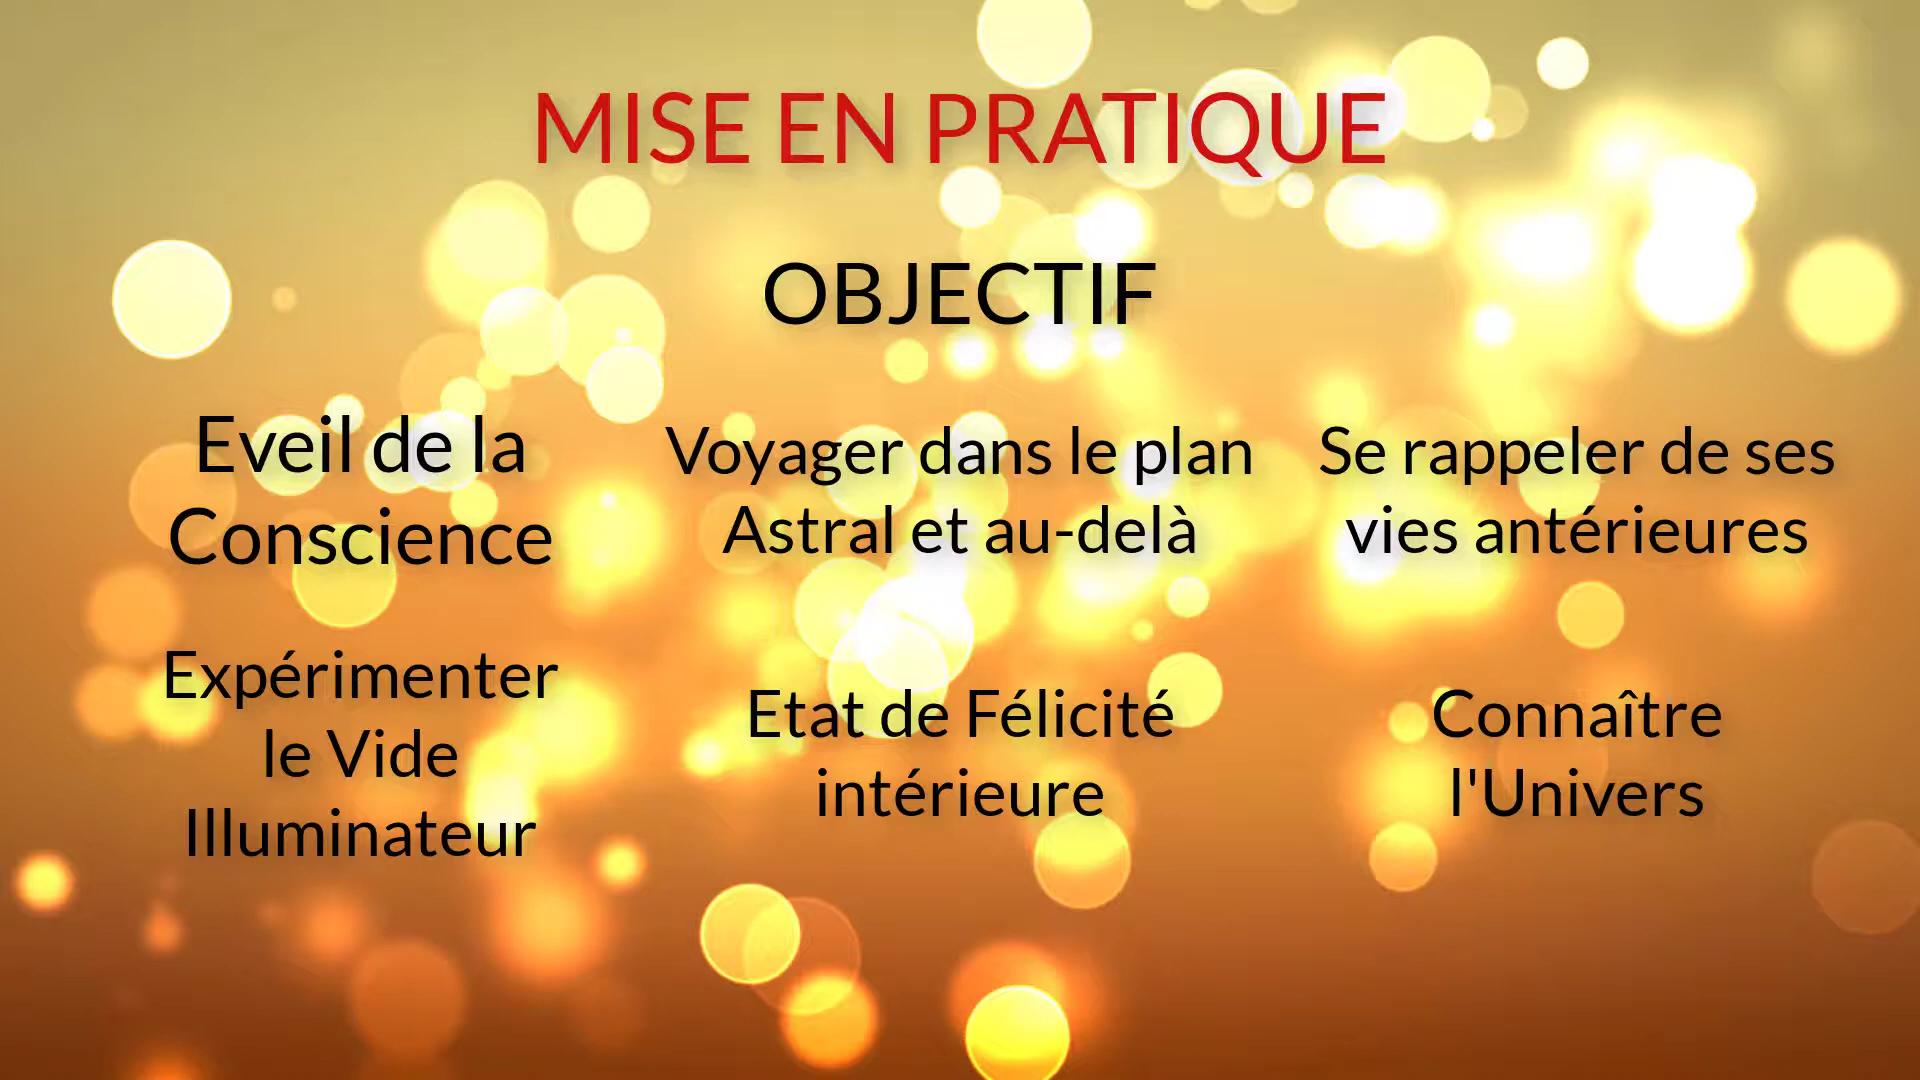 MISE EN PRATIQUE
OBJECTIF
Eveil de la
Conscience
Voyager dans le plan
Astral et au-delà
Se rappeler de ses
vies antérieures
Expérimenter
le Vide
Illuminateur
Etat de Félicité
intérieure
Connaître
l'Univers